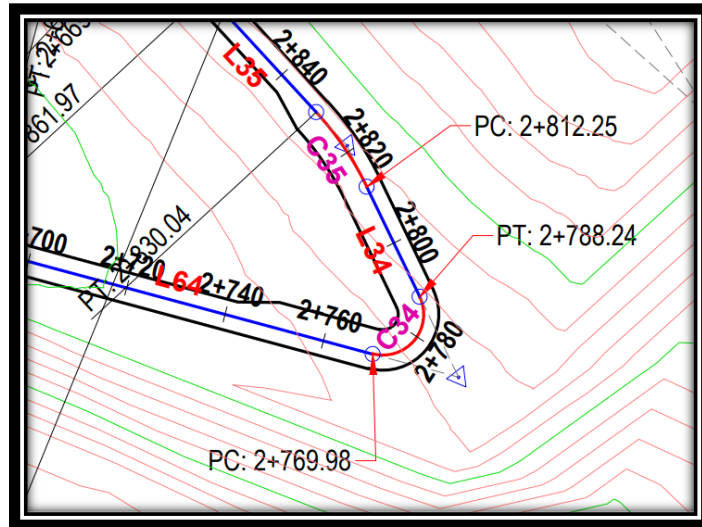 861.97
L35
2+840
2+820
C35
PC: 2+812.25
2+800
L34
PT: 2+788.24
700
2+720
PT: 2+830.04
L64
2+740
2+760
C34
2+780
PC: 2+769.98